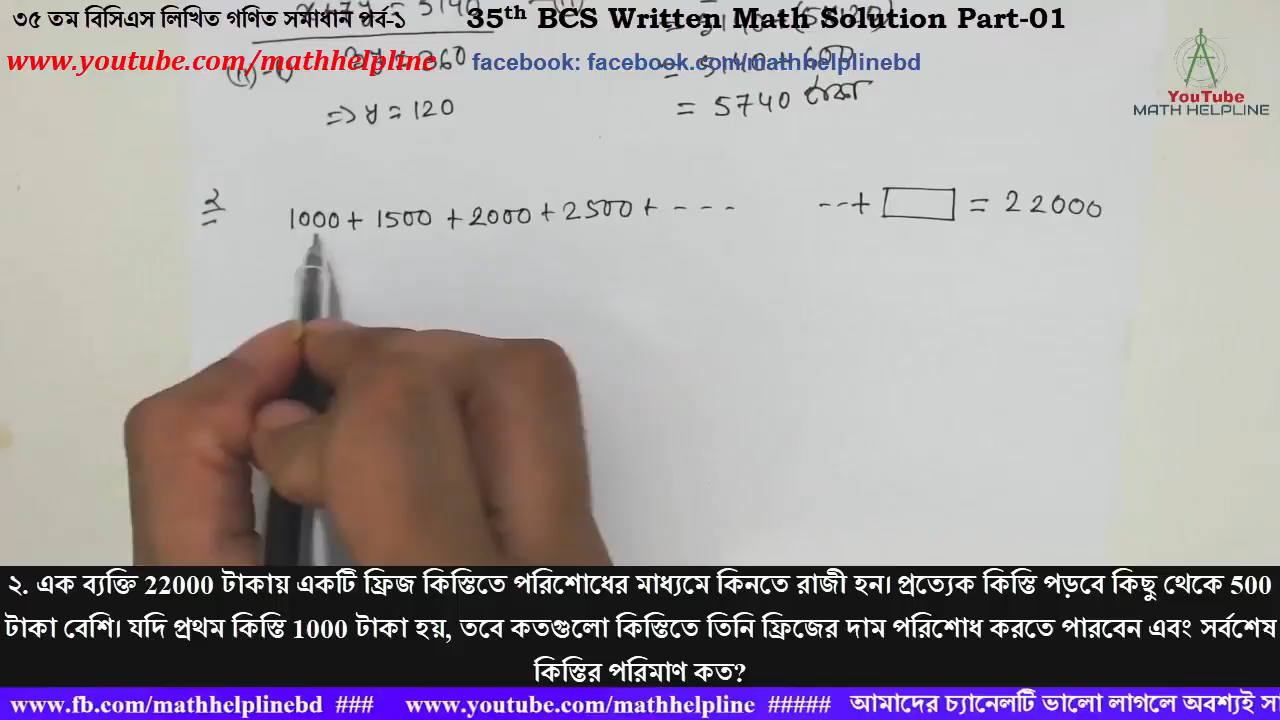 ৩৫ তম বিসিএস লিখিত গণিত সমাধান পর্ব-১
35th BCS Written Math Solution Part-01
www.youtube.com/mathhelpline
facebook: facebook.com/mathhelplinebd
YouTube
MATH HELPLINE
=> y = 120
= 5740 টাকা
২ 1000 + 1500 + 2000 + 2500 + - - - --+ = 22000
২. এক ব্যক্তি 22000 টাকায় একটি ফ্রিজ কিস্তিতে পরিশোধের মাধ্যমে কিনতে রাজী হন। প্রত্যেক কিস্তি পড়বে কিছু থেকে 500
টাকা বেশি। যদি প্রথম কিস্তি 1000 টাকা হয়, তবে কতগুলো কিস্তিতে তিনি ফ্রিজের দাম পরিশোধ করতে পারবেন এবং সর্বশেষ
কিস্তির পরিমাণ কত?
www.fb.com/mathhelplinebd ### www.youtube.com/mathhelpline ##### আমাদের চ্যানেলটি ভালো লাগলে অবশ্যই